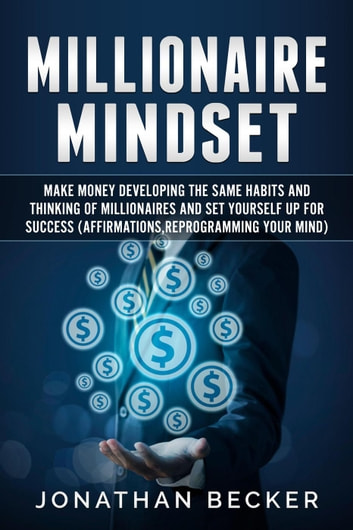 MILLIONAIRE
MINDSET
MAKE MONEY DEVELOPING THE SAME HABITS AND
THINKING OF MILLIONAIRES AND SET YOURSELF UP FOR
SUCCESS (AFFIRMATIONS,REPROGRAMMING YOUR MIND)
$
$
$
$
$
$
$
$
$
$
$
$
$
JONATHAN BECKER